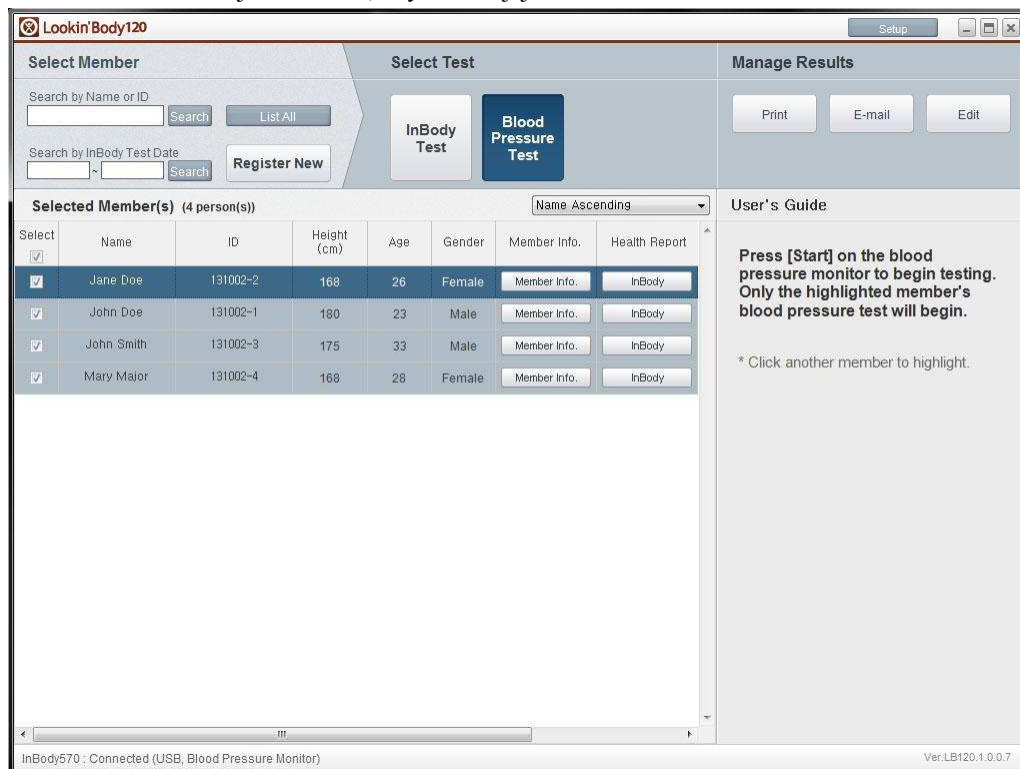 Lookin'Body120
Setup
Select Member
Select Test
Manage Results
Search by Name or ID
Search
List All
Search by InBody Test Date
~
Search
Register New
InBody
Test
Blood
Pressure
Test
Print
E-mail
Edit
Selected Member(s) (4 person(s))
Name Ascending
User's Guide
Select
Name
ID
Height
(cm)
Age
Gender
Member Info.
Health Report
Jane Doe 131002-2 168 26 Female Member Info. InBody
John Doe 131002-1 180 23 Male Member Info. InBody
John Smith 131002-3 175 33 Male Member Info. InBody
Mary Major 131002-4 168 28 Female Member Info. InBody
Press [Start] on the blood
pressure monitor to begin testing.
Only the highlighted member's
blood pressure test will begin.
* Click another member to highlight.
InBody570 : Connected (USB, Blood Pressure Monitor)
Ver.LB120.1.0.0.7